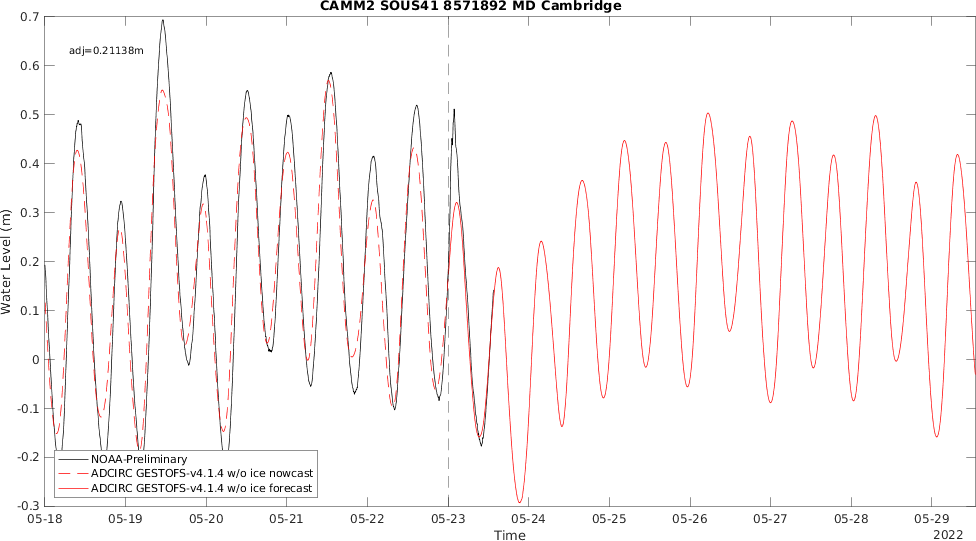 CAMM2 SOUS41 8571892 MD Cambridge
adj=0.21138m
0.7
0.6
0.5
0.4
0.3
0.2
0.1
0
-0.1
-0.2
-0.3
Water Level (m)
NOAA-Preliminary
ADCIRC GESTOFS-v4.1.4 w/o ice nowcast
ADCIRC GESTOFS-v4.1.4 w/o ice forecast
05-18 05-19 05-20 05-21 05-22 05-23 05-24 05-25 05-26 05-27 05-28 05-29
Time
2022